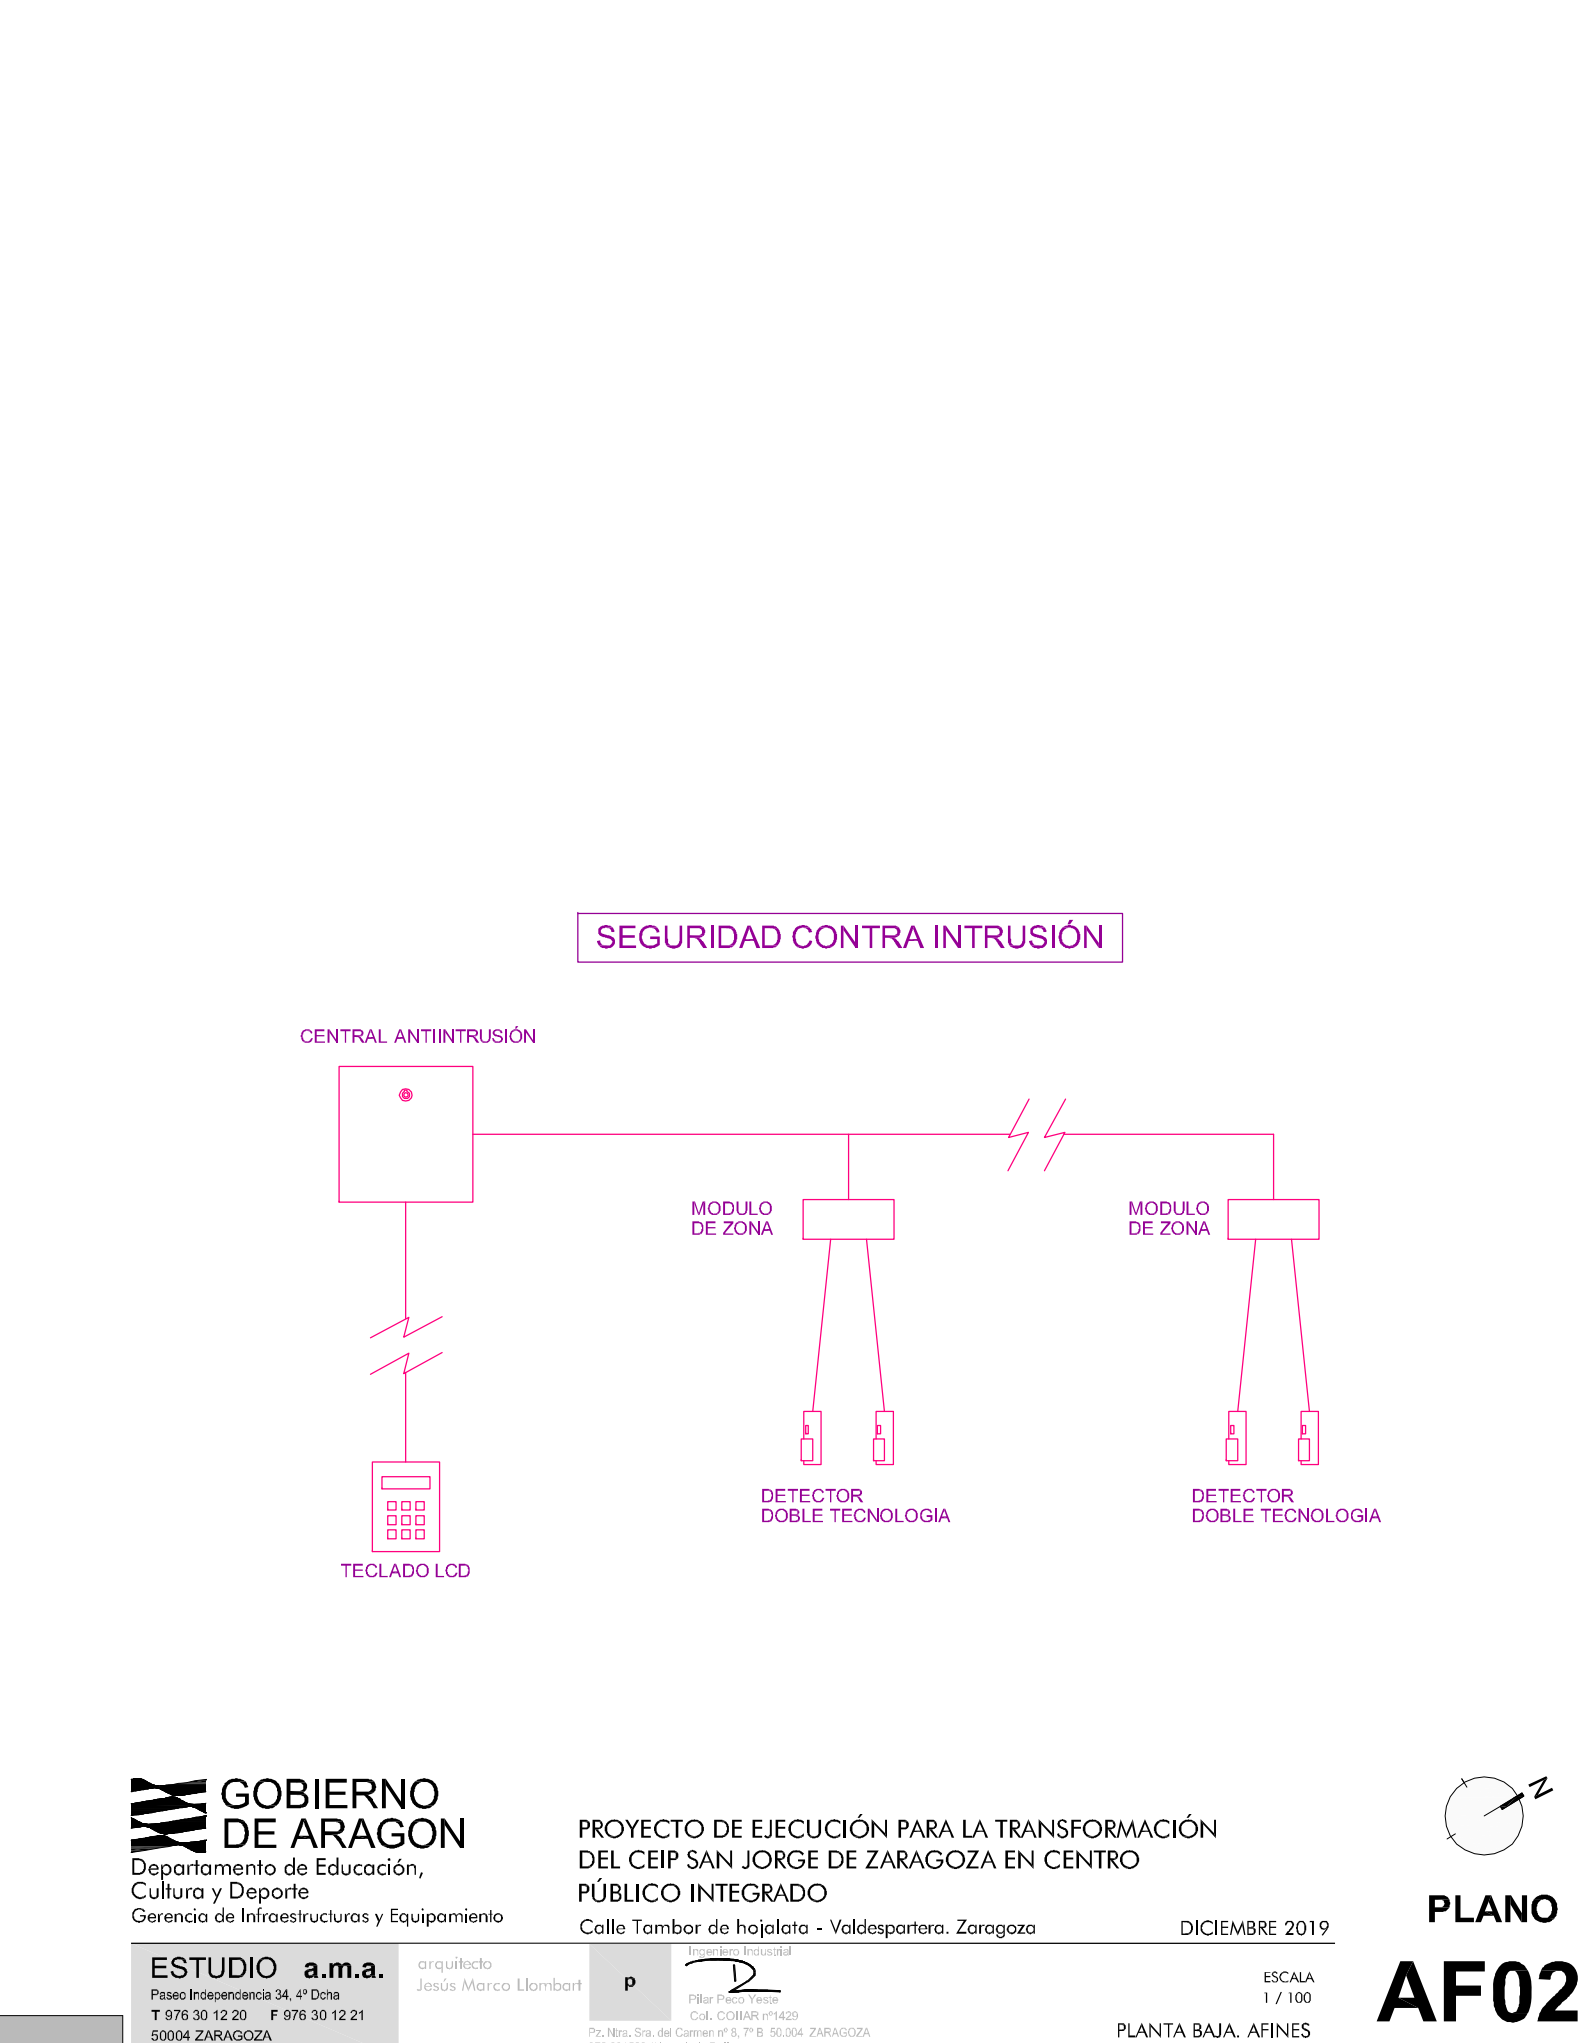 SEGURIDAD CONTRA INTRUSIÓN
CENTRAL ANTIINTRUSIÓN
MODULO
DE ZONA
MODULO
DE ZONA
DETECTOR
DOBLE TECNOLOGIA
DETECTOR
DOBLE TECNOLOGIA
TECLADO LCD
GOBIERNO
DE ARAGON
Departamento de Educación,
Cultura y Deporte
Gerencia de Infraestructuras y Equipamiento
PROYECTO DE EJECUCIÓN PARA LA TRANSFORMACIÓN
DEL CEIP SAN JORGE DE ZARAGOZA EN CENTRO
PÚBLICO INTEGRADO
Calle Tambor de hojalata - Valdespartera. Zaragoza
DICIEMBRE 2019
N
PLANO
AF02
ESTUDIO a.m.a.
Paseo Independencia 34, 4º Dcha
T 976 30 12 20 F 976 30 12 21
50004 ZARAGOZA
arquitecto
Jesús Marco Llombart
p
Ingeniero Industrial
Pilar Peco Yeste
Col. COIIAR nº1429
Pz. Ntra. Sra. del Carmen nº 8, 7º B 50.004 ZARAGOZA
ESCALA
1 / 100
PLANTA BAJA. AFINES